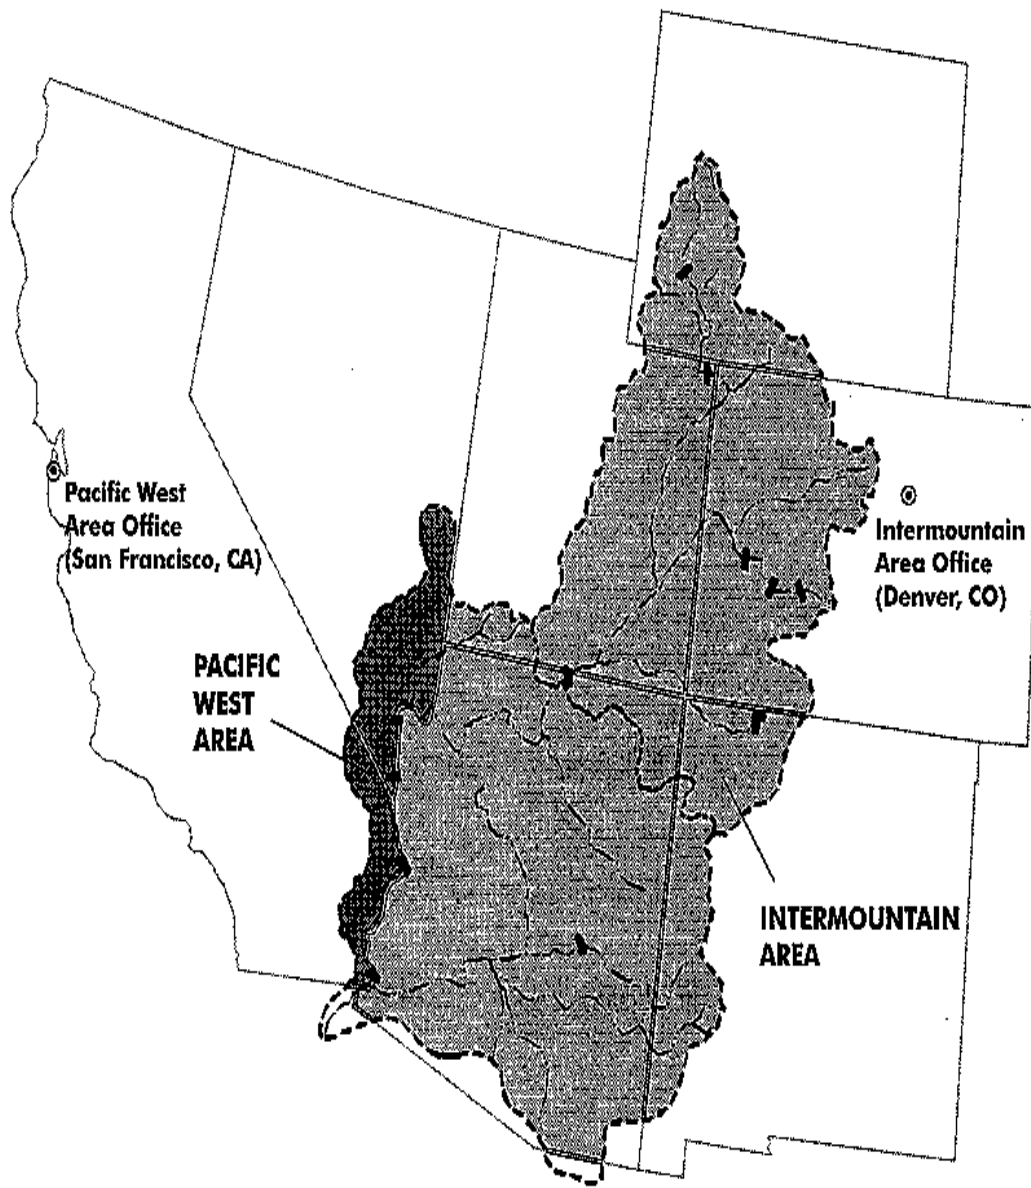 Pacific West
Area Office
(San Francisco, CA)
Intermountain
Area Office
(Denver, CO)
PACIFIC
WEST
AREA
INTERMOUNTAIN
AREA